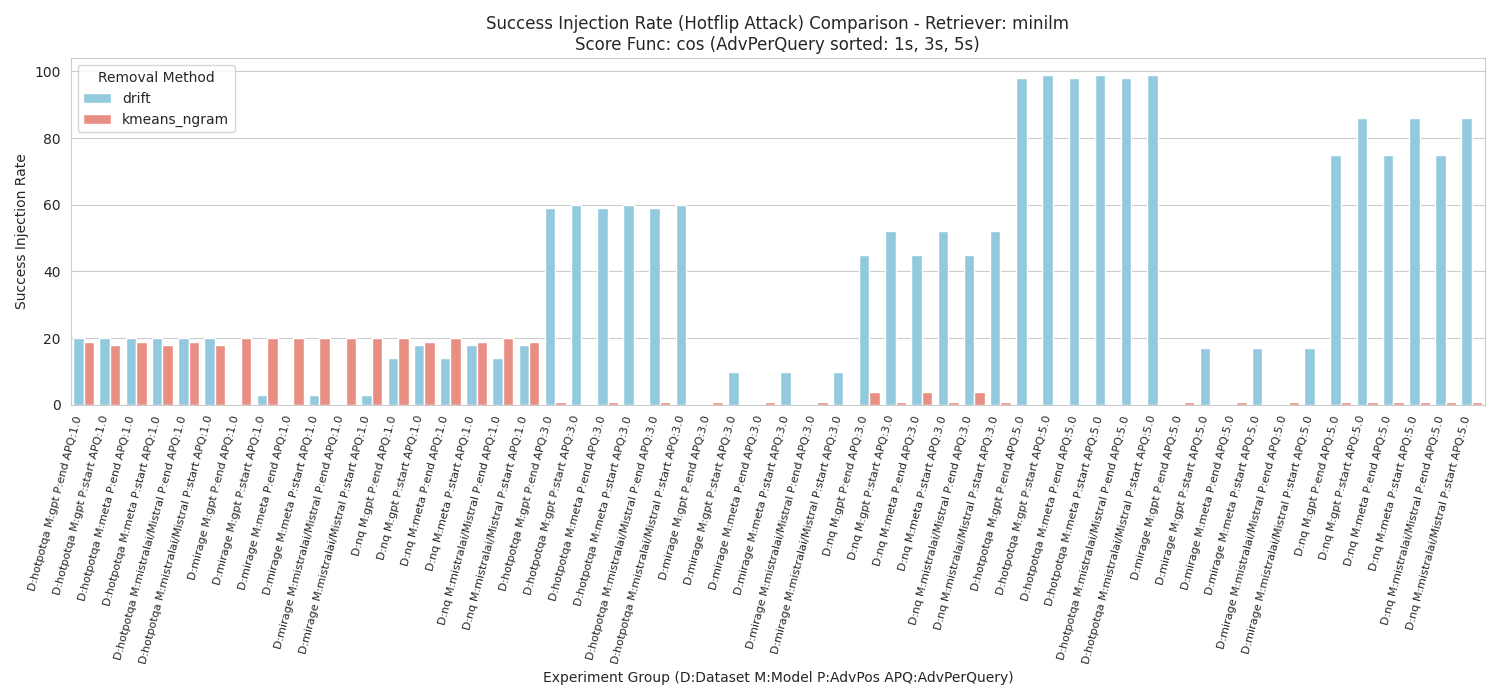 Success Injection Rate (Hotflip Attack) Comparison - Retriever: minilm
Score Func: cos (AdvPerQuery sorted: 1s, 3s, 5s)
Removal Method
drift
kmeans_ngram
Success Injection Rate
100
80
60
40
20
0
D:hotpotqa M:gpt P:end APQ:1.0
D:hotpotqa M:gpt P:start APQ:1.0
D:hotpotqa M:meta P:end APQ:1.0
D:hotpotqa M:meta P:start APQ:1.0
D:hotpotqa M:mistralai/Mistral P:end APQ:1.0
D:hotpotqa M:mistralai/Mistral P:start APQ:1.0
D:mirage M:gpt P:end APQ:1.0
D:mirage M:gpt P:start APQ:1.0
D:mirage M:meta P:end APQ:1.0
D:mirage M:meta P:start APQ:1.0
D:mirage M:mistralai/Mistral P:end APQ:1.0
D:mirage M:mistralai/Mistral P:start APQ:1.0
D:nq M:gpt P:end APQ:1.0
D:nq M:gpt P:start APQ:1.0
D:nq M:meta P:end APQ:1.0
D:nq M:meta P:start APQ:1.0
D:nq M:mistralai/Mistral P:end APQ:1.0
D:nq M:mistralai/Mistral P:start APQ:1.0
D:hotpotqa M:gpt P:end APQ:3.0
D:hotpotqa M:gpt P:start APQ:3.0
D:hotpotqa M:meta P:end APQ:3.0
D:hotpotqa M:meta P:start APQ:3.0
D:hotpotqa M:mistralai/Mistral P:end APQ:3.0
D:hotpotqa M:mistralai/Mistral P:start APQ:3.0
D:mirage M:gpt P:end APQ:3.0
D:mirage M:gpt P:start APQ:3.0
D:mirage M:meta P:end APQ:3.0
D:mirage M:meta P:start APQ:3.0
D:mirage M:mistralai/Mistral P:end APQ:3.0
D:mirage M:mistralai/Mistral P:start APQ:3.0
D:nq M:gpt P:end APQ:3.0
D:nq M:gpt P:start APQ:3.0
D:nq M:meta P:end APQ:3.0
D:nq M:meta P:start APQ:3.0
D:nq M:mistralai/Mistral P:end APQ:3.0
D:nq M:mistralai/Mistral P:start APQ:3.0
D:hotpotqa M:gpt P:end APQ:5.0
D:hotpotqa M:gpt P:start APQ:5.0
D:hotpotqa M:meta P:end APQ:5.0
D:hotpotqa M:meta P:start APQ:5.0
D:hotpotqa M:mistralai/Mistral P:end APQ:5.0
D:hotpotqa M:mistralai/Mistral P:start APQ:5.0
D:mirage M:gpt P:end APQ:5.0
D:mirage M:gpt P:start APQ:5.0
D:mirage M:meta P:end APQ:5.0
D:mirage M:meta P:start APQ:5.0
D:mirage M:mistralai/Mistral P:end APQ:5.0
D:mirage M:mistralai/Mistral P:start APQ:5.0
D:nq M:gpt P:end APQ:5.0
D:nq M:gpt P:start APQ:5.0
D:nq M:meta P:end APQ:5.0
D:nq M:meta P:start APQ:5.0
D:nq M:mistralai/Mistral P:end APQ:5.0
D:nq M:mistralai/Mistral P:start APQ:5.0
Experiment Group (D:Dataset M:Model P:AdvPos APQ:AdvPerQuery)